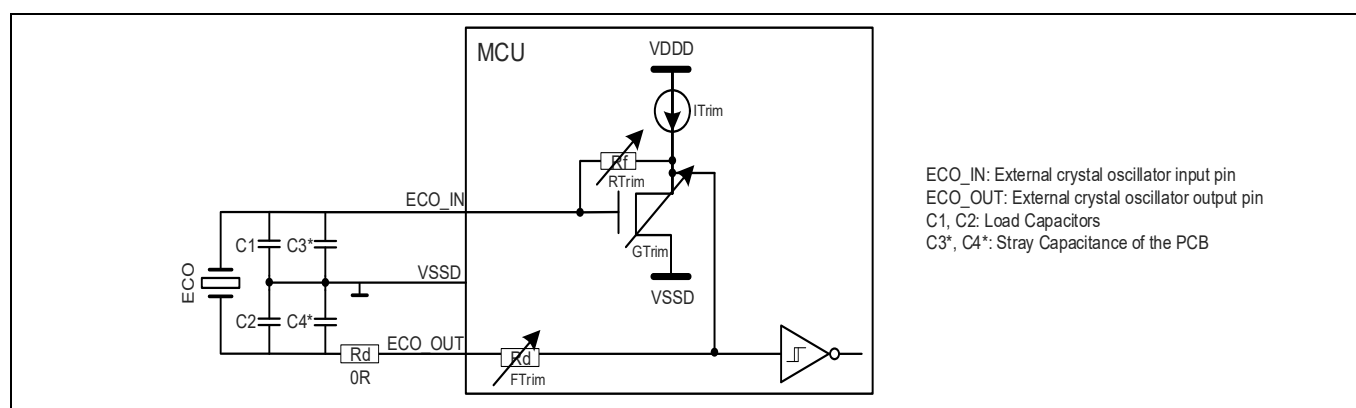 MCU
VDDD
ITrim
Rf
RTrim
ECO_IN
GTrim
C1
C3*
VSSD
VSSD
ECO
C2
C4*
ECO_OUT
Rd
0R
Rd
FTrim
ECO_IN: External crystal oscillator input pin
ECO_OUT: External crystal oscillator output pin
C1, C2: Load Capacitors
C3*, C4*: Stray Capacitance of the PCB